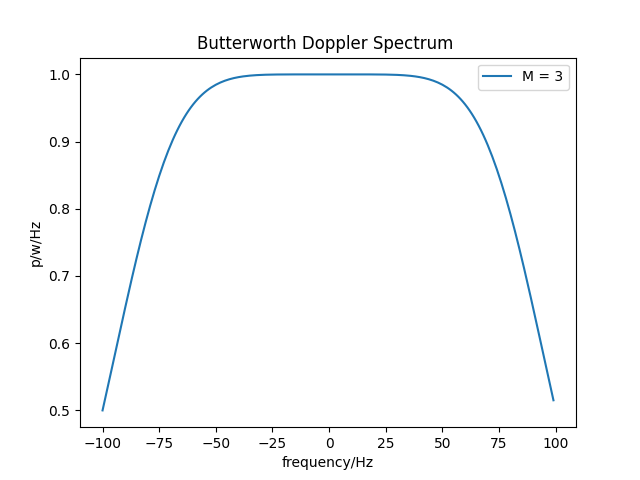 Butterworth Doppler Spectrum
M = 3
1.0
0.9
0.8
0.7
0.6
0.5
p/w/Hz
−100 −75 −50 −25 0 25 50 75 100
frequency/Hz